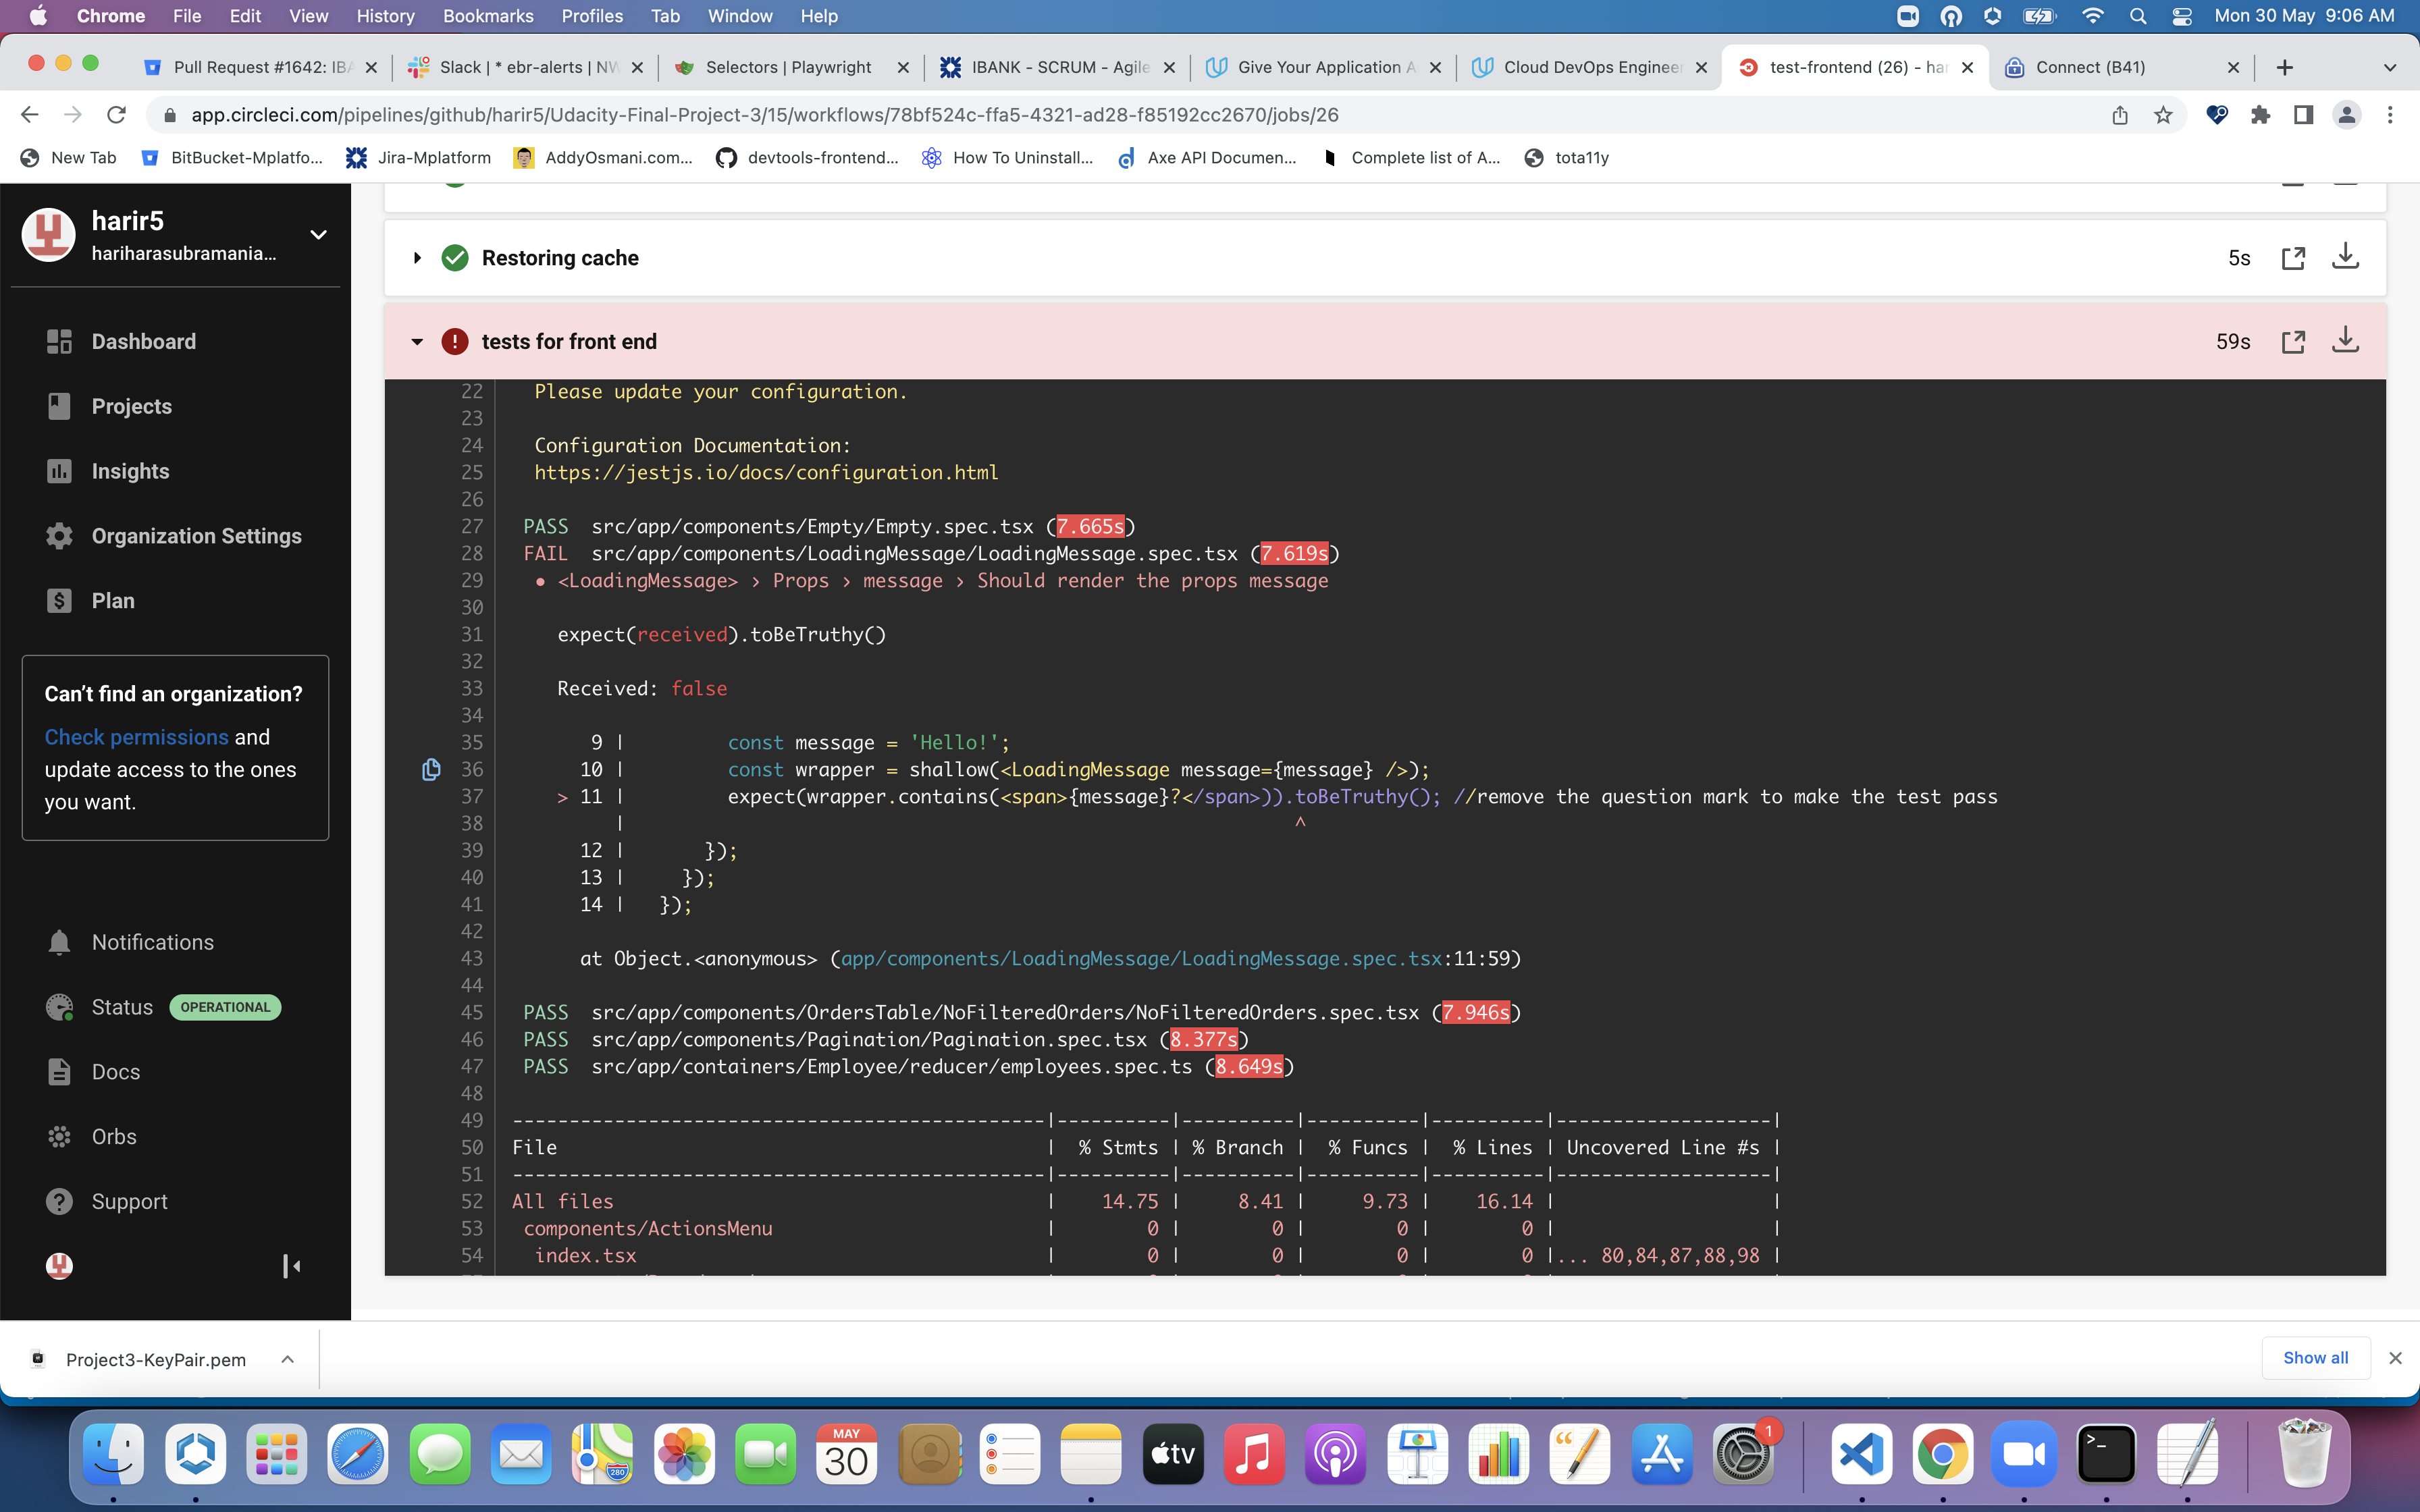 Chrome File Edit View History Bookmarks Profiles Tab Window Help Mon 30 May 9:06 AM
Pull Request #1642: IBA Slack | * ebr-alerts | NW Selectors | Playwright IBANK - SCRUM - Agile Give Your Application A Cloud DevOps Engineer test-frontend (26) - har Connect (B41)
app.circleci.com/pipelines/github/harir5/Udacity-Final-Project-3/15/workflows/78bf524c-ffa5-4321-ad28-f85192cc2670/jobs/26
New Tab BitBucket-Mplatfo... Jira-Mplatform AddyOsmani.com... devtools-frontend... How To Uninstall... Axe API Documen... Complete list of A... tota11y
harir5
hariharasubramania...
Dashboard
Projects
Insights
Organization Settings
Plan
Can't find an organization?
Check permissions and
update access to the ones
you want.
Notifications
Status OPERATIONAL
Docs
Orbs
Support
Restoring cache 5s
tests for front end 59s
22 Please update your configuration.
23
24 Configuration Documentation:
25 https://jestjs.io/docs/configuration.html
26
27 PASS src/app/components/Empty/Empty.spec.tsx (7.665s)
28 FAIL src/app/components/LoadingMessage/LoadingMessage.spec.tsx (7.619s)
29 ● <LoadingMessage> › Props › message › Should render the props message
30
31 expect(received).toBeTruthy()
32
33 Received: false
34
35 9 | const message = 'Hello!';
36 10 | const wrapper = shallow(<LoadingMessage message={message} />);
37 > 11 | expect(wrapper.contains(<span>{message}?</span>)).toBeTruthy(); //remove the question mark to make the test pass
38 | ^
39 12 | });
40 13 | });
41 14 | });
42
43 at Object.<anonymous> (app/components/LoadingMessage/LoadingMessage.spec.tsx:11:59)
44
45 PASS src/app/components/OrdersTable/NoFilteredOrders/NoFilteredOrders.spec.tsx (7.946s)
46 PASS src/app/components/Pagination/Pagination.spec.tsx (8.377s)
47 PASS src/app/containers/Employee/reducer/employees.spec.ts (8.649s)
48
49 -----------------------------------------------|----------|----------|----------|----------|-------------------|
50 File | % Stmts | % Branch | % Funcs | % Lines | Uncovered Line #s |
51 -----------------------------------------------|----------|----------|----------|----------|-------------------|
52 All files | 14.75 | 8.41 | 9.73 | 16.14 | |
53 components/ActionsMenu | 0 | 0 | 0 | 0 | |
54 index.tsx | 0 | 0 | 0 | 0 |... 80,84,87,88,98 |
Project3-KeyPair.pem Show all
MAY
30
280
tv
1